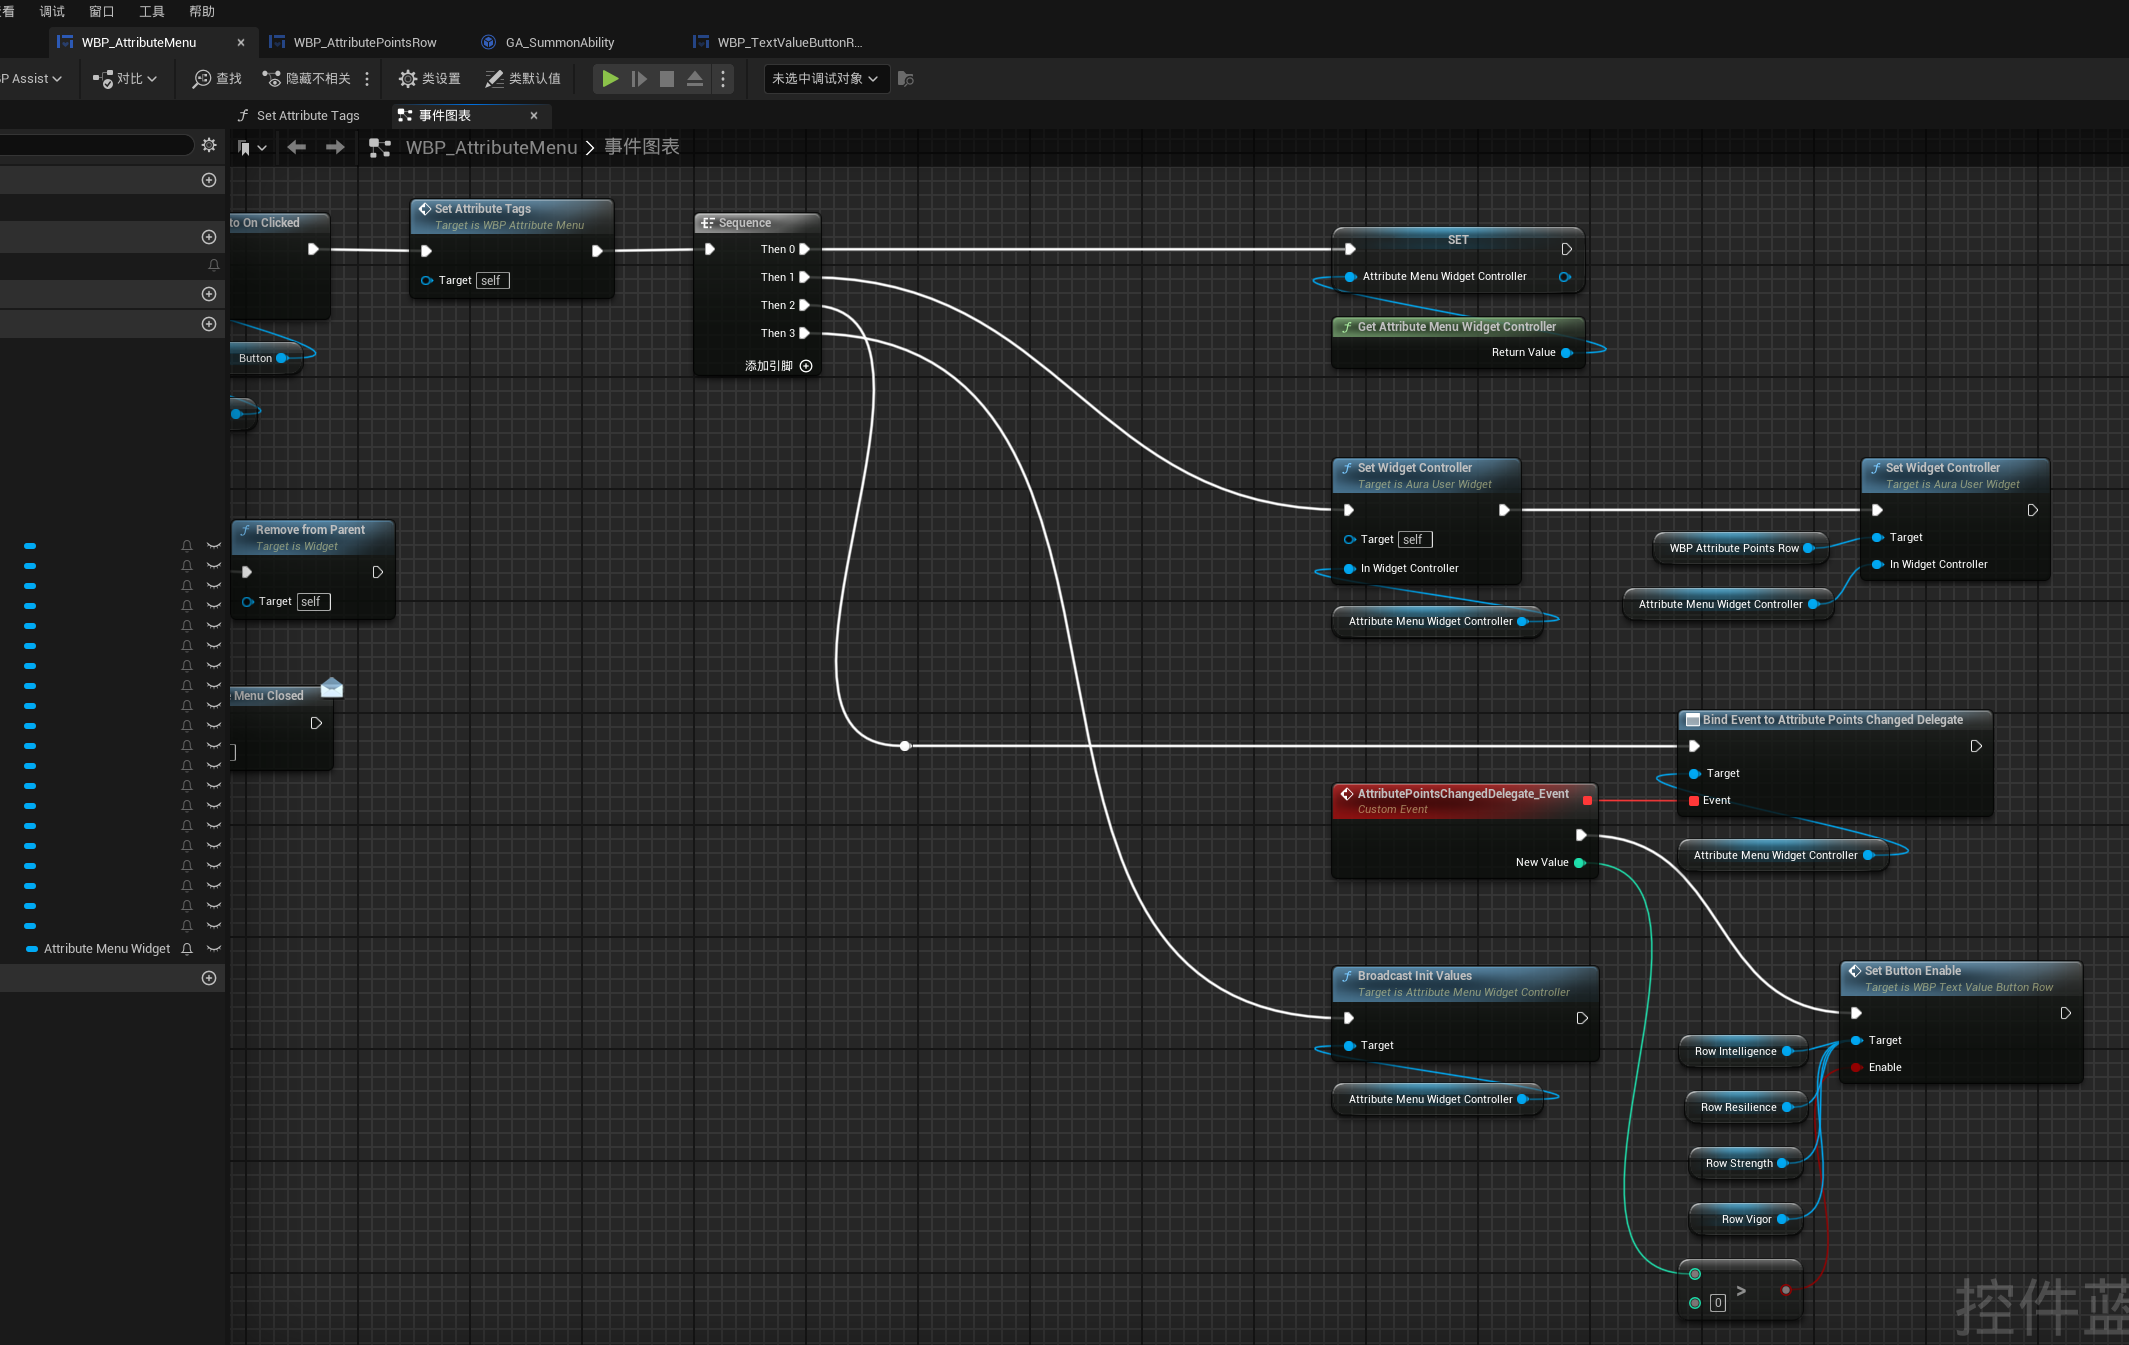 调试 窗口 工具 帮助
WBP_AttributeMenu WBP_AttributePointsRow GA_SummonAbility WBP_TextValueButtonR...
P Assist 对比 查找 隐藏不相关 类设置 类默认值 未选中调试对象
Set Attribute Tags 事件图表
WBP_AttributeMenu > 事件图表
to On Clicked
Button
Set Attribute Tags
Target is WBP Attribute Menu
Target self
Sequence
Then 0
Then 1
Then 2
Then 3
添加引脚
SET
Attribute Menu Widget Controller
Get Attribute Menu Widget Controller
Return Value
Set Widget Controller
Target is Aura User Widget
Target self
In Widget Controller
Attribute Menu Widget Controller
WBP Attribute Points Row
Attribute Menu Widget Controller
Set Widget Controller
Target is Aura User Widget
Target
In Widget Controller
Remove from Parent
Target is Widget
Target self
Menu Closed
Bind Event to Attribute Points Changed Delegate
Target
Event
AttributePointsChangedDelegate_Event
Custom Event
New Value
Attribute Menu Widget Controller
Attribute Menu Widget
Broadcast Init Values
Target is Attribute Menu Widget Controller
Target
Attribute Menu Widget Controller
Set Button Enable
Target is WBP Text Value Button Row
Target
Enable
Row Intelligence
Row Resilience
Row Strength
Row Vigor
>
0
控件蓝